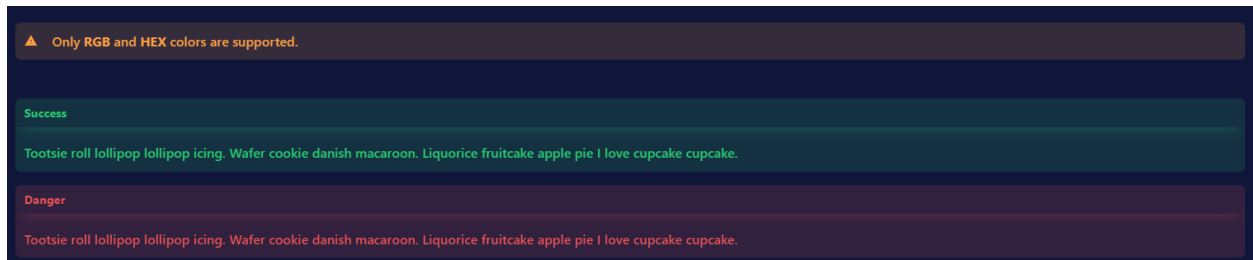 Only RGB and HEX colors are supported.
Success
Tootsie roll lollipop lollipop icing. Wafer cookie danish macaroon. Liquorice fruitcake apple pie I love cupcake cupcake.
Danger
Tootsie roll lollipop lollipop icing. Wafer cookie danish macaroon. Liquorice fruitcake apple pie I love cupcake cupcake.